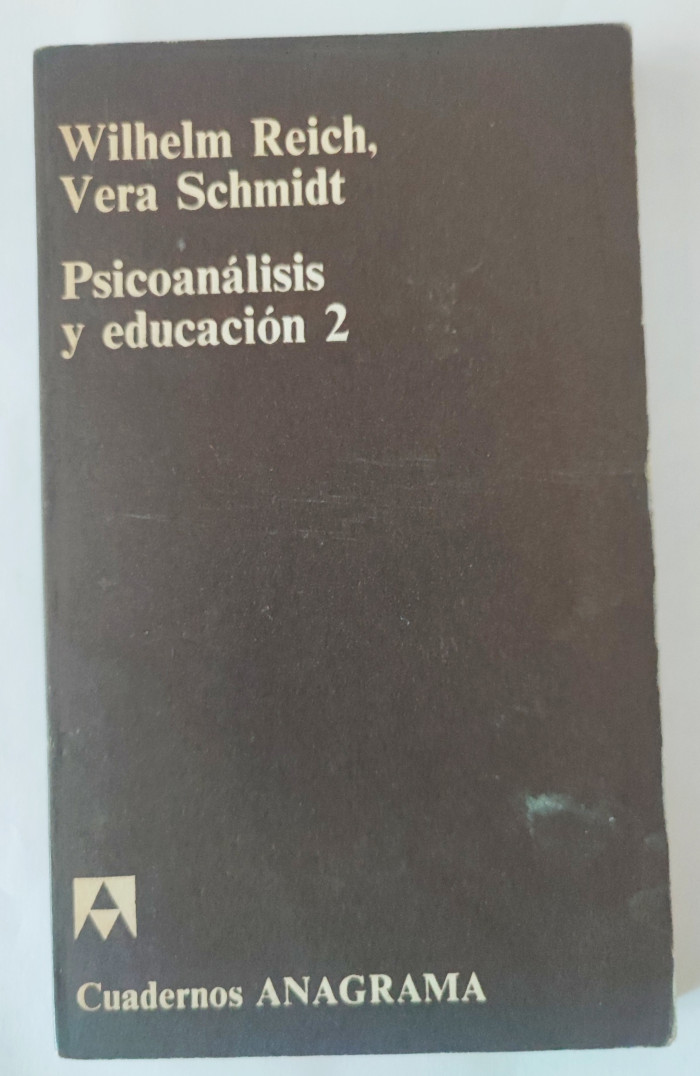 Wilhelm Reich,
Vera Schmidt
Psicoanálisis
y educación 2
Cuadernos ANAGRAMA